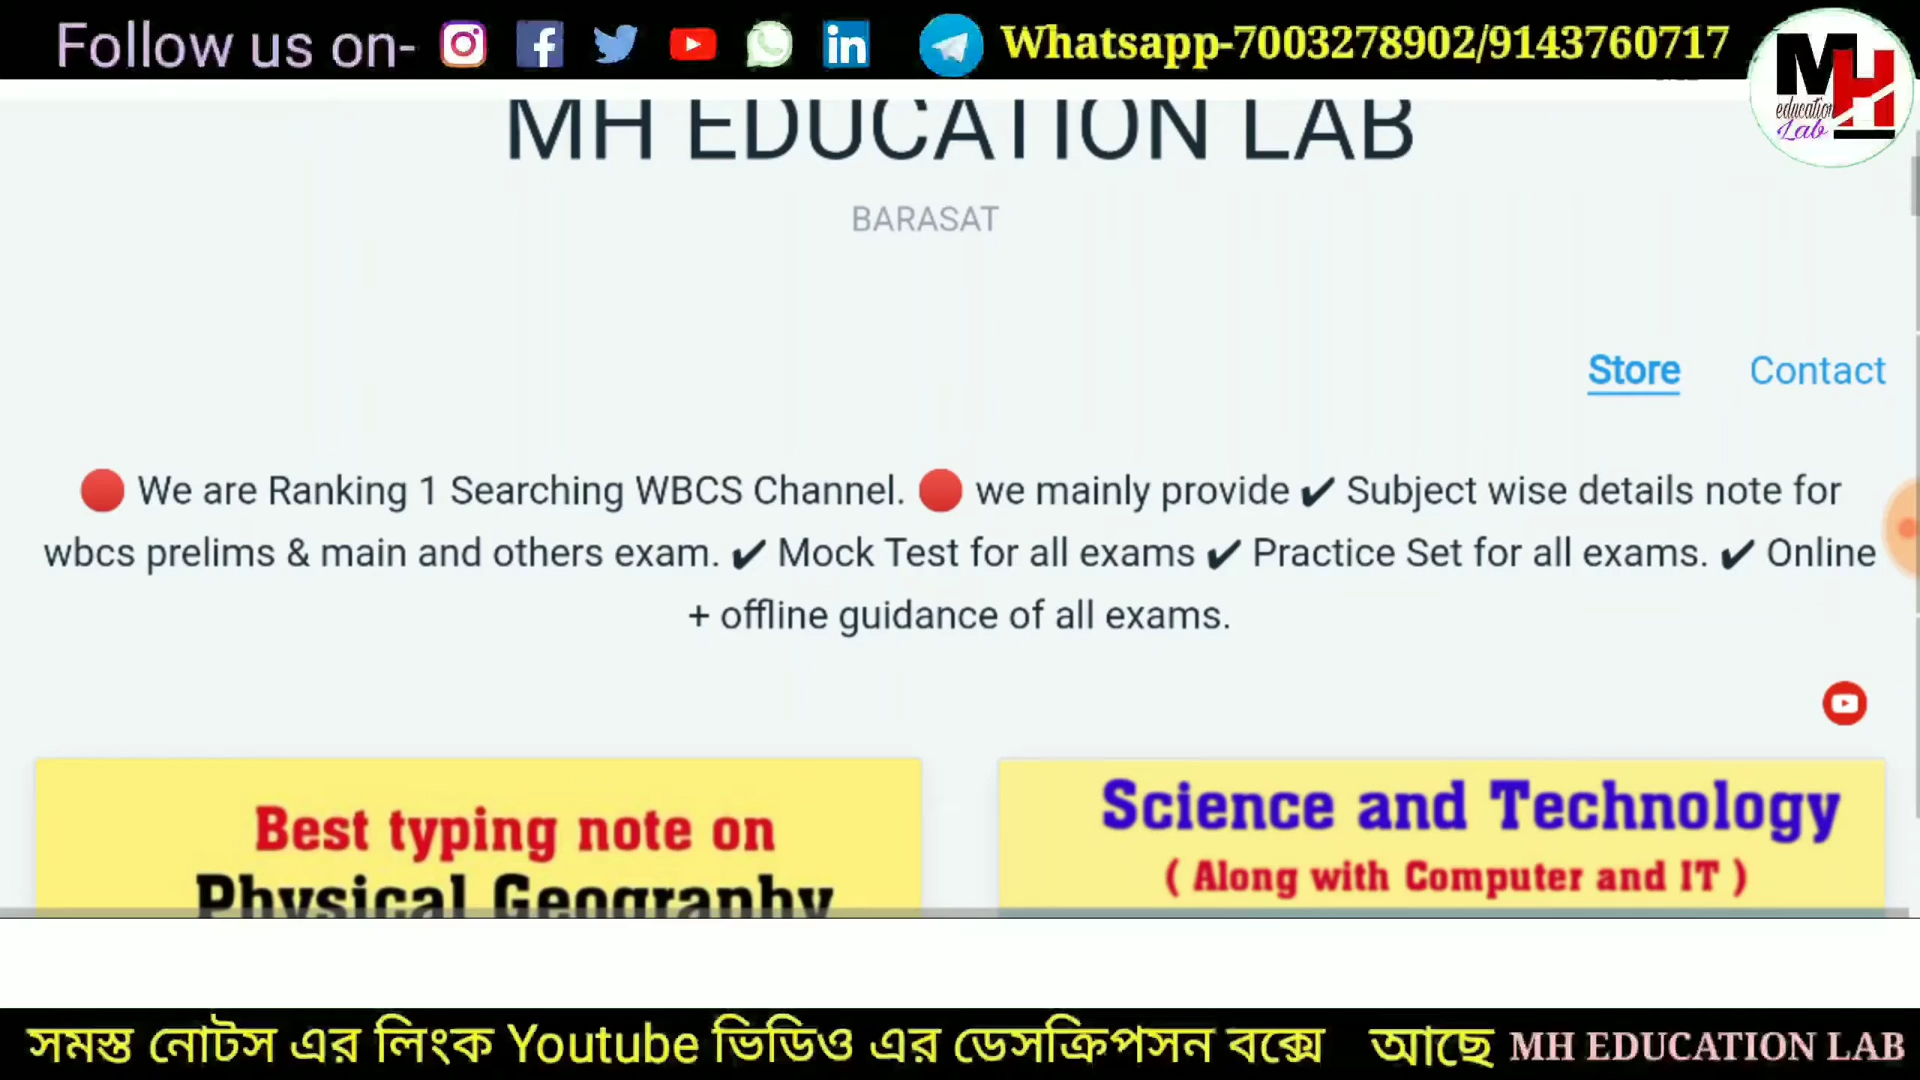 Follow us on- Whatsapp-7003278902/9143760717
MH
education
Lab
MH EDUCATION LAB
BARASAT
Store Contact
We are Ranking 1 Searching WBCS Channel. 🔴 we mainly provide ✔ Subject wise details note for
wbcs prelims & main and others exam. ✔ Mock Test for all exams ✔ Practice Set for all exams. ✔ Online
+ offline guidance of all exams.
Best typing note on
Physical Geography
Science and Technology
( Along with Computer and IT )
সমস্ত নোটস এর লিংক Youtube ভিডিও এর ডেসক্রিপসন বক্সে আছে MH EDUCATION LAB